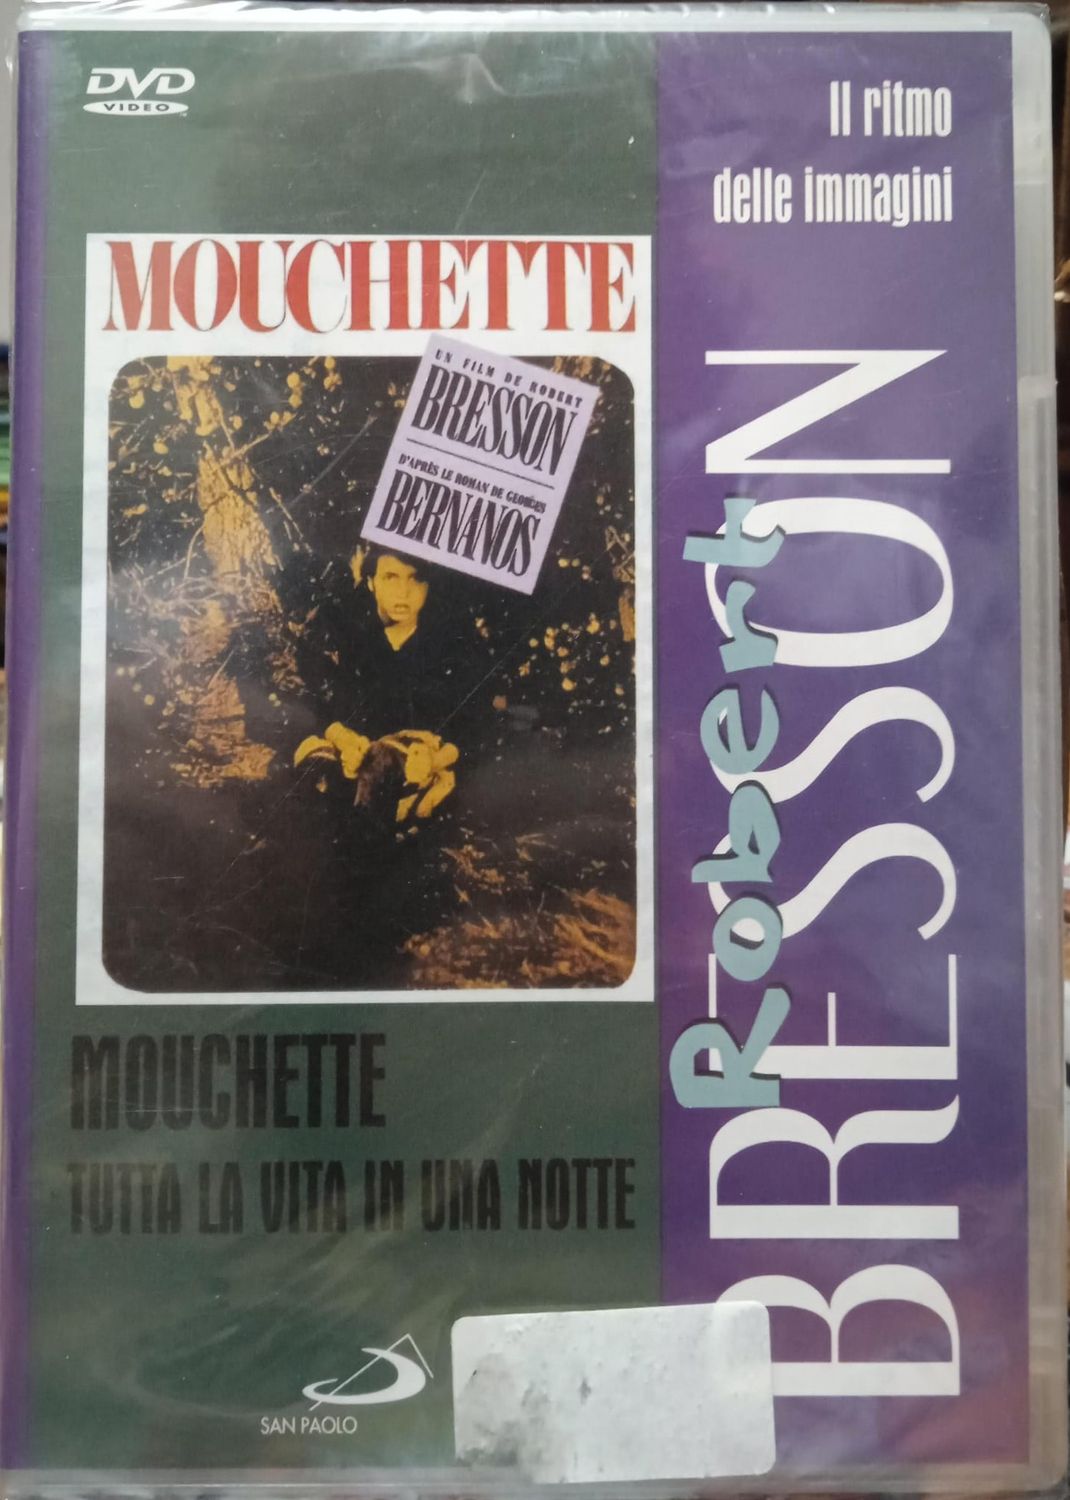 DVD
VIDEO
Il ritmo
delle immagini
MOUCHETTE
UN FILM DE ROBERT
BRESSON
D'APRÈS LE ROMAN DE GEORGES
BERNANOS
Robert
BRESSON
MOUCHETTE
TUTTA LA VITA IN UNA NOTTE
SAN PAOLO